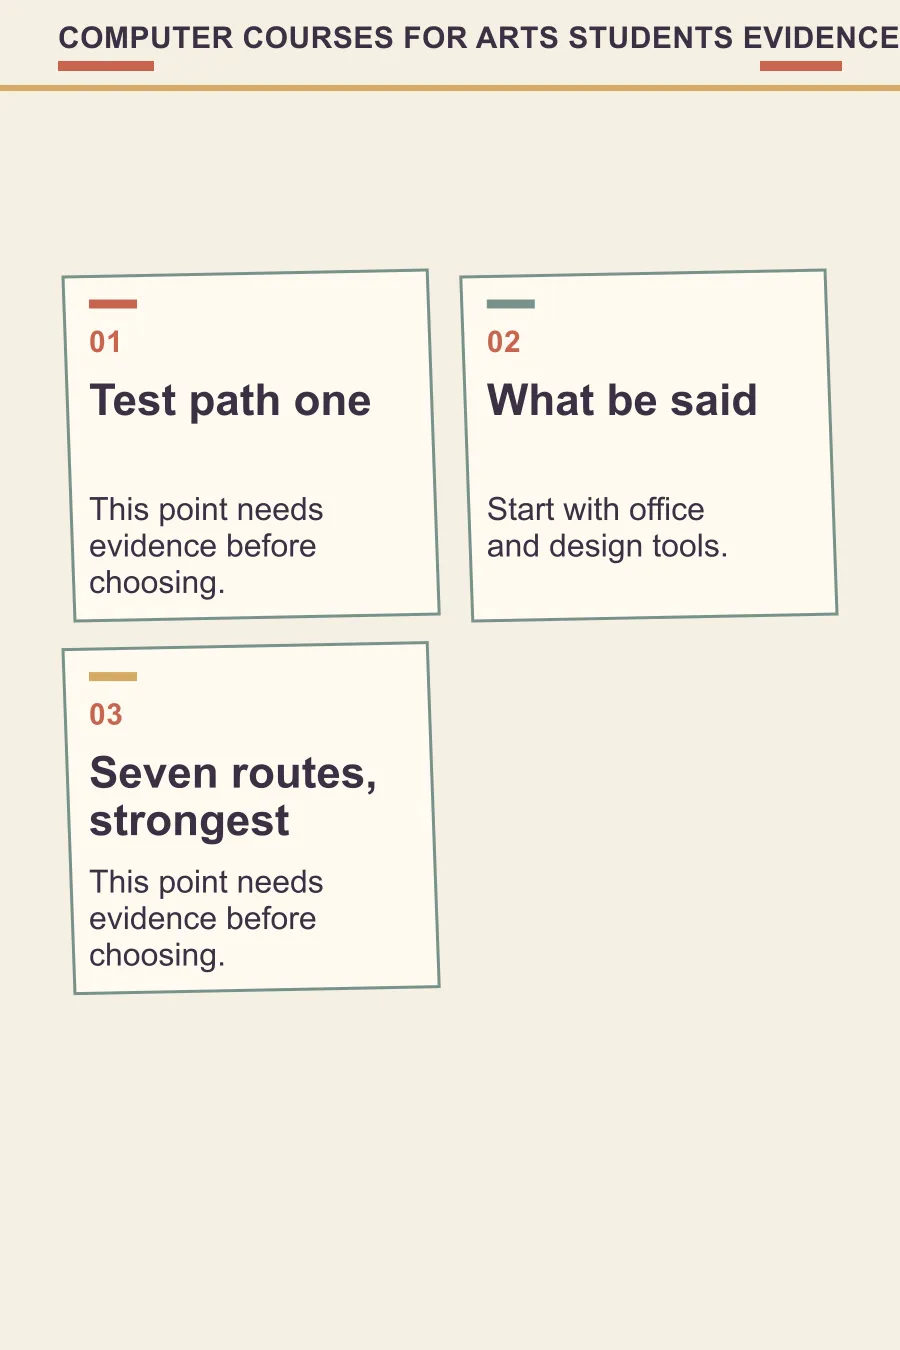 COMPUTER COURSES FOR ARTS STUDENTS EVIDENCE
01
Test path one
This point needs
evidence before
choosing.
02
What be said
Start with office
and design tools.
03
Seven routes,
strongest
This point needs
evidence before
choosing.